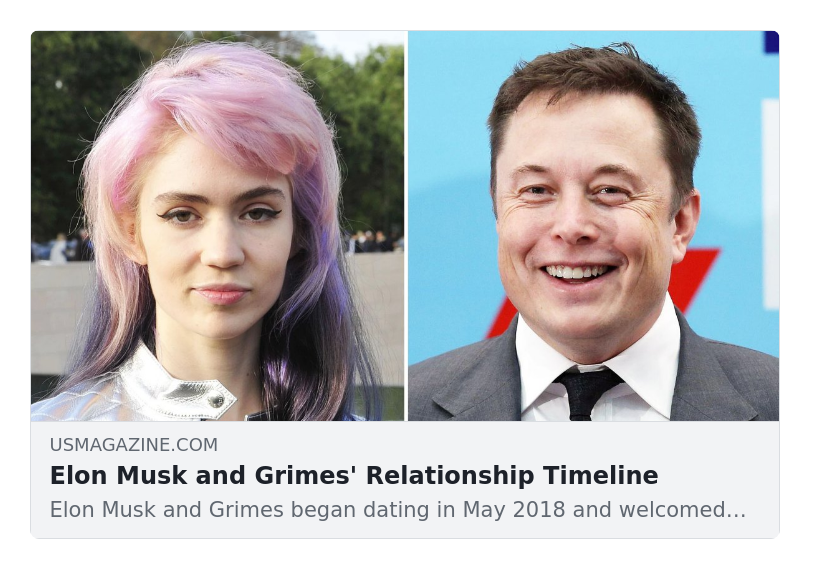 USMAGAZINE.COM
Elon Musk and Grimes' Relationship Timeline
Elon Musk and Grimes began dating in May 2018 and welcomed…